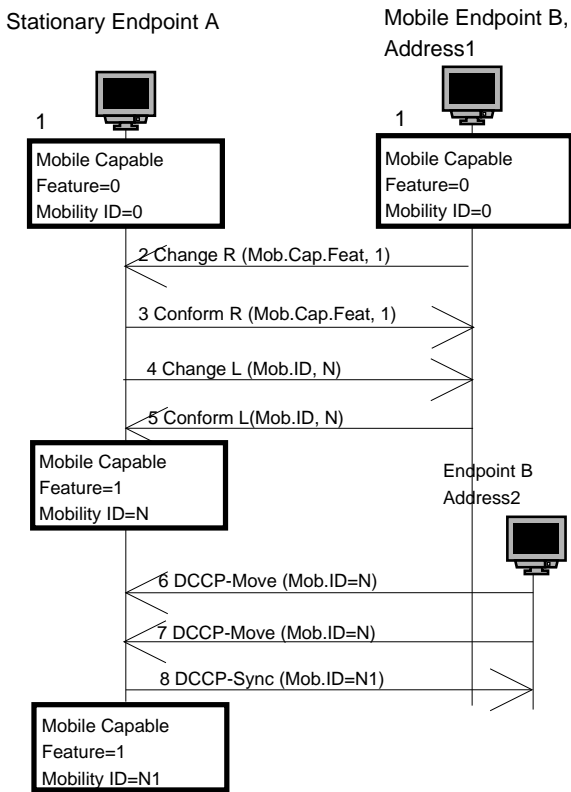 Stationary Endpoint A
Mobile Endpoint B,
Address1
1
1
Mobile Capable
Feature=0
Mobility ID=0
Mobile Capable
Feature=0
Mobility ID=0
2 Change R (Mob.Cap.Feat, 1)
3 Conform R (Mob.Cap.Feat, 1)
4 Change L (Mob.ID, N)
5 Conform L(Mob.ID, N)
Mobile Capable
Feature=1
Mobility ID=N
Endpoint B
Address2
6 DCCP-Move (Mob.ID=N)
7 DCCP-Move (Mob.ID=N)
8 DCCP-Sync (Mob.ID=N1)
Mobile Capable
Feature=1
Mobility ID=N1